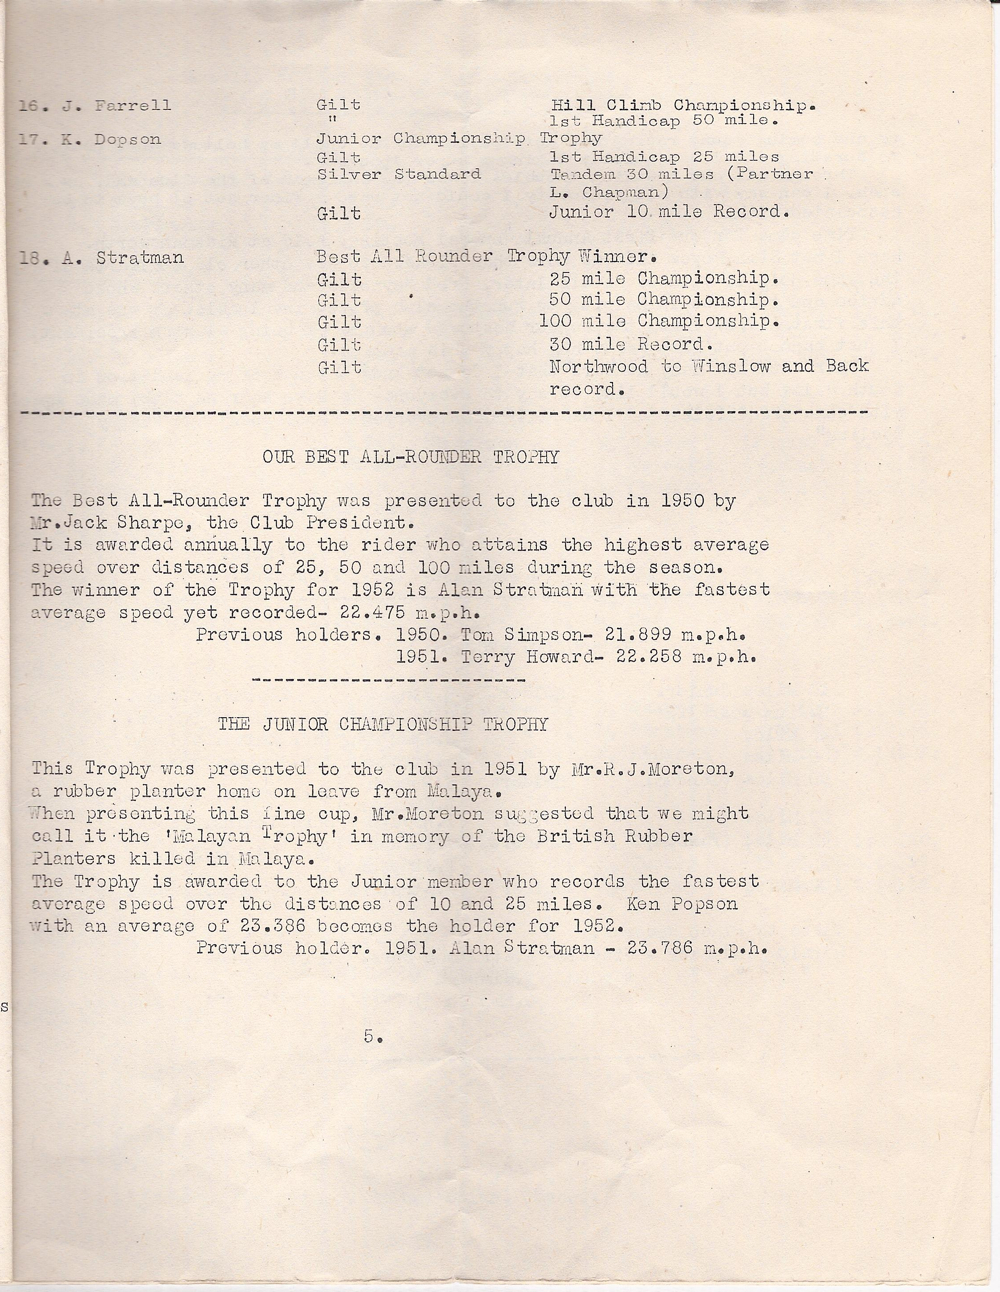 16. J. Farrell Gilt Hill Climb Championship.
" 1st Handicap 50 mile.
17. K. Dopson Junior Championship Trophy
Gilt 1st Handicap 25 miles
Silver Standard Tandem 30 miles (Partner
L. Chapman)
Gilt Junior 10 mile Record.
18. A. Stratman Best All Rounder Trophy Winner.
Gilt 25 mile Championship.
Gilt 50 mile Championship.
Gilt 100 mile Championship.
Gilt 30 mile Record.
Gilt Northwood to Winslow and Back
record.
OUR BEST ALL-ROUNDER TROPHY
The Best All-Rounder Trophy was presented to the club in 1950 by
Mr.Jack Sharpe, the Club President.
It is awarded annually to the rider who attains the highest average
speed over distances of 25, 50 and 100 miles during the season.
The winner of the Trophy for 1952 is Alan Stratman with the fastest
average speed yet recorded- 22.475 m.p.h.
Previous holders. 1950. Tom Simpson- 21.899 m.p.h.
1951. Terry Howard- 22.258 m.p.h.
THE JUNIOR CHAMPIONSHIP TROPHY
This Trophy was presented to the club in 1951 by Mr.R.J.Moreton,
a rubber planter home on leave from Malaya.
When presenting this fine cup, Mr.Moreton suggested that we might
call it the 'Malayan Trophy' in memory of the British Rubber
Planters killed in Malaya.
The Trophy is awarded to the Junior member who records the fastest
average speed over the distances of 10 and 25 miles. Ken Popson
with an average of 23.386 becomes the holder for 1952.
Previous holder. 1951. Alan Stratman - 23.786 m.p.h.
s
5.